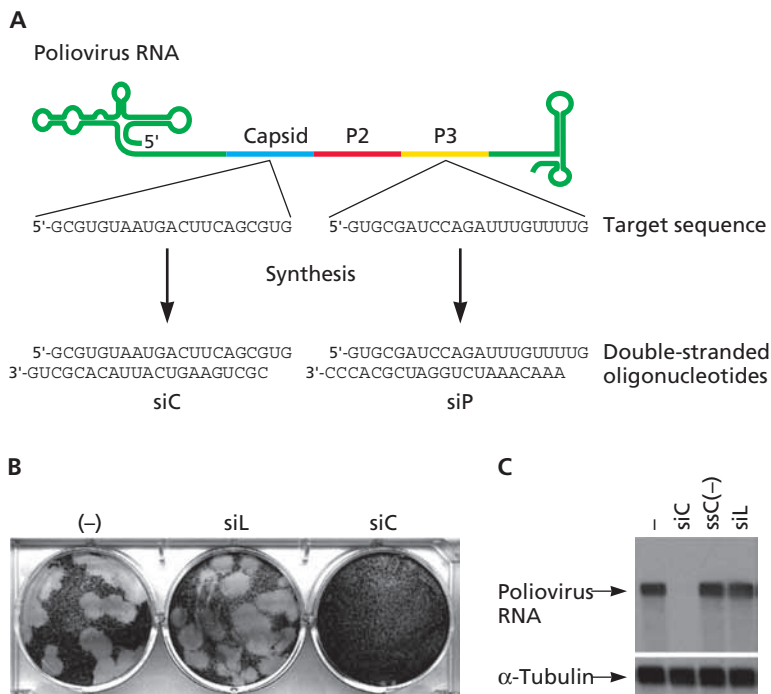 A
Poliovirus RNA
5'
Capsid P2 P3
5'-GCGUGUAAUGACUUCAGCGUG 5'-GUGCGAUCCAGAUUUGUUUUG Target sequence
Synthesis
5'-GCGUGUAAUGACUUCAGCGUG 5'-GUGCGAUCCAGAUUUGUUUUG Double-stranded
3'-GUCGCACAUUACUGAAGUCGC 3'-CCCACGCUAGGUCUAAACAAA oligonucleotides
siC siP
B
(–) siL siC
C
– siC ssC(–) siL
Poliovirus
RNA
α-Tubulin